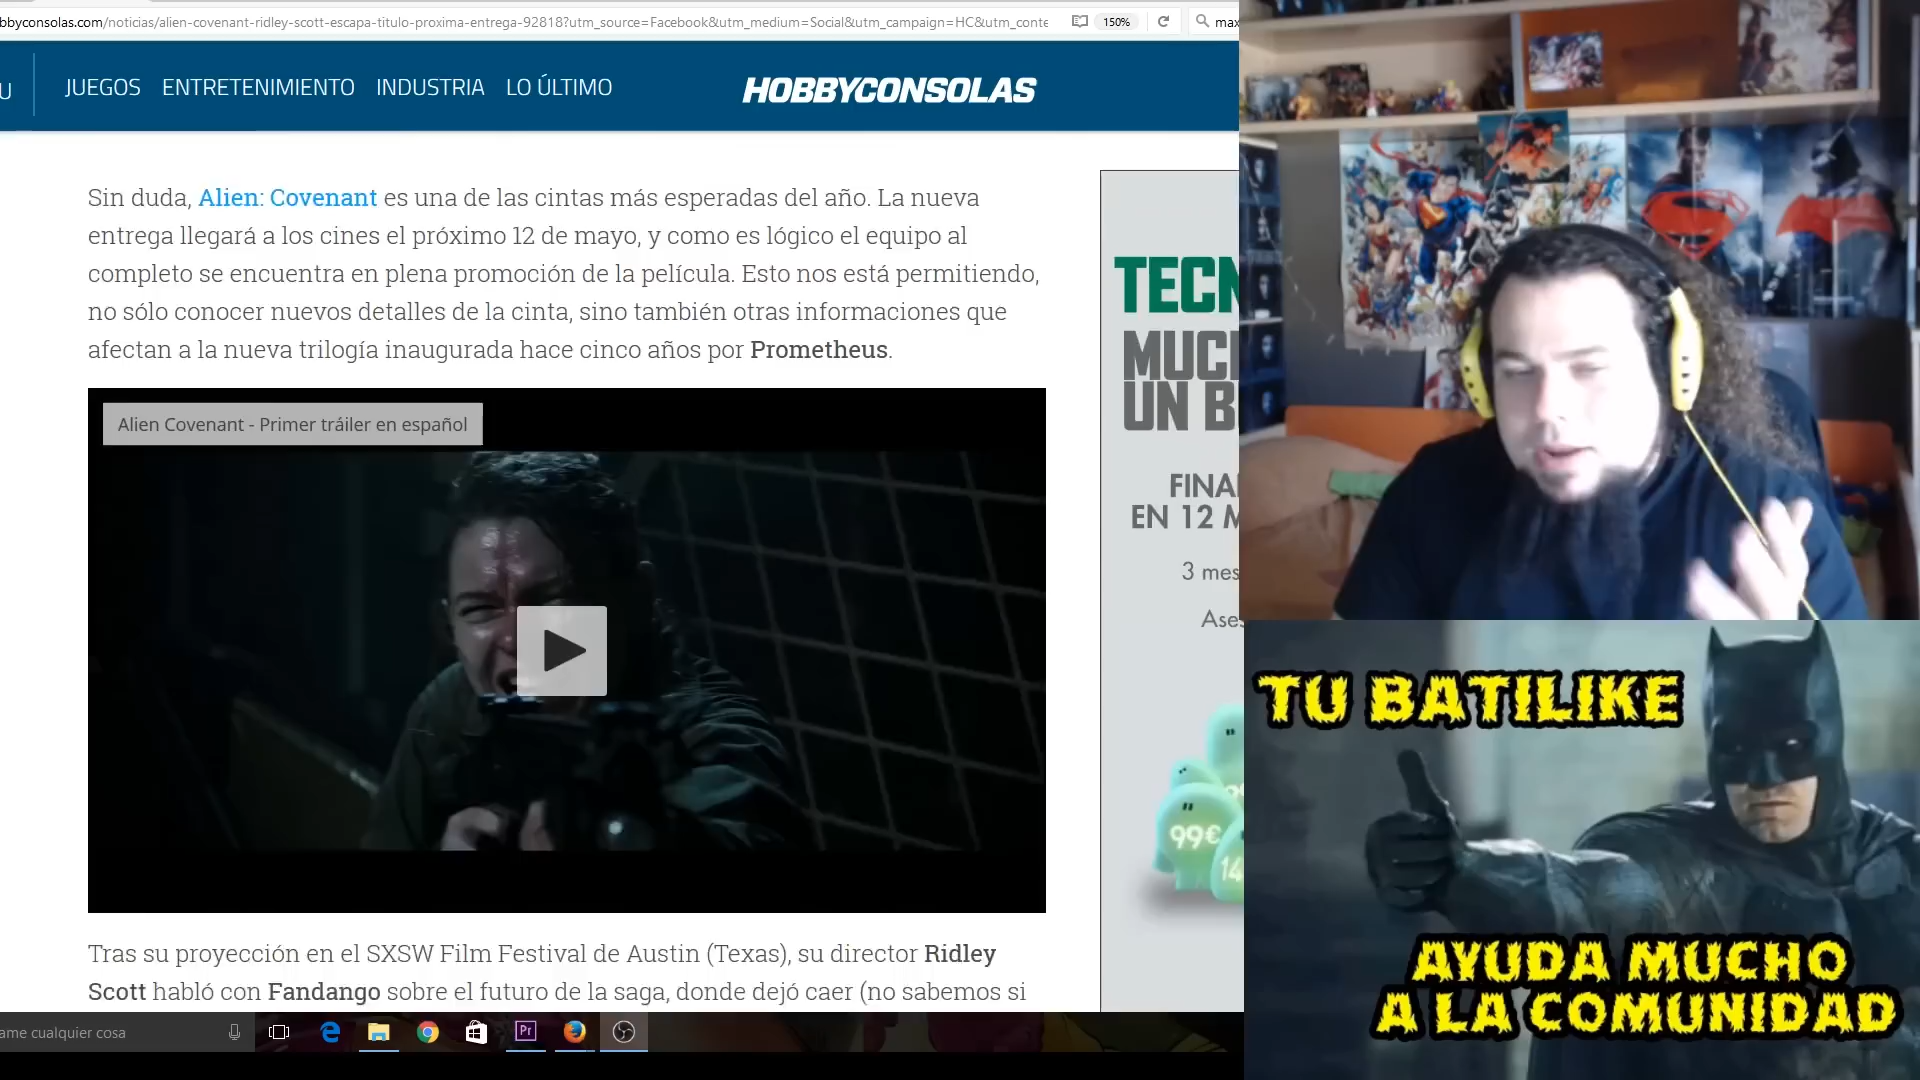 bbyconsolas.com/noticias/alien-covenant-ridley-scott-escapa-titulo-proxima-entrega-92818?utm_source=Facebook&utm_medium=Social&utm_campaign=HC&utm_conte
150%
max
U
JUEGOS ENTRETENIMIENTO INDUSTRIA LO ÚLTIMO
HOBBYCONSOLAS
Sin duda, Alien: Covenant es una de las cintas más esperadas del año. La nueva
entrega llegará a los cines el próximo 12 de mayo, y como es lógico el equipo al
completo se encuentra en plena promoción de la película. Esto nos está permitiendo,
no sólo conocer nuevos detalles de la cinta, sino también otras informaciones que
afectan a la nueva trilogía inaugurada hace cinco años por Prometheus.
Alien Covenant - Primer tráiler en español
Tras su proyección en el SXSW Film Festival de Austin (Texas), su director Ridley
Scott habló con Fandango sobre el futuro de la saga, donde dejó caer (no sabemos si
TECN
MUCH
UN B
FINA
EN 12 M
3 mes
Ases
99€
14
TU BATILIKE
AYUDA MUCHO
A LA COMUNIDAD
ame cualquier cosa
Pr